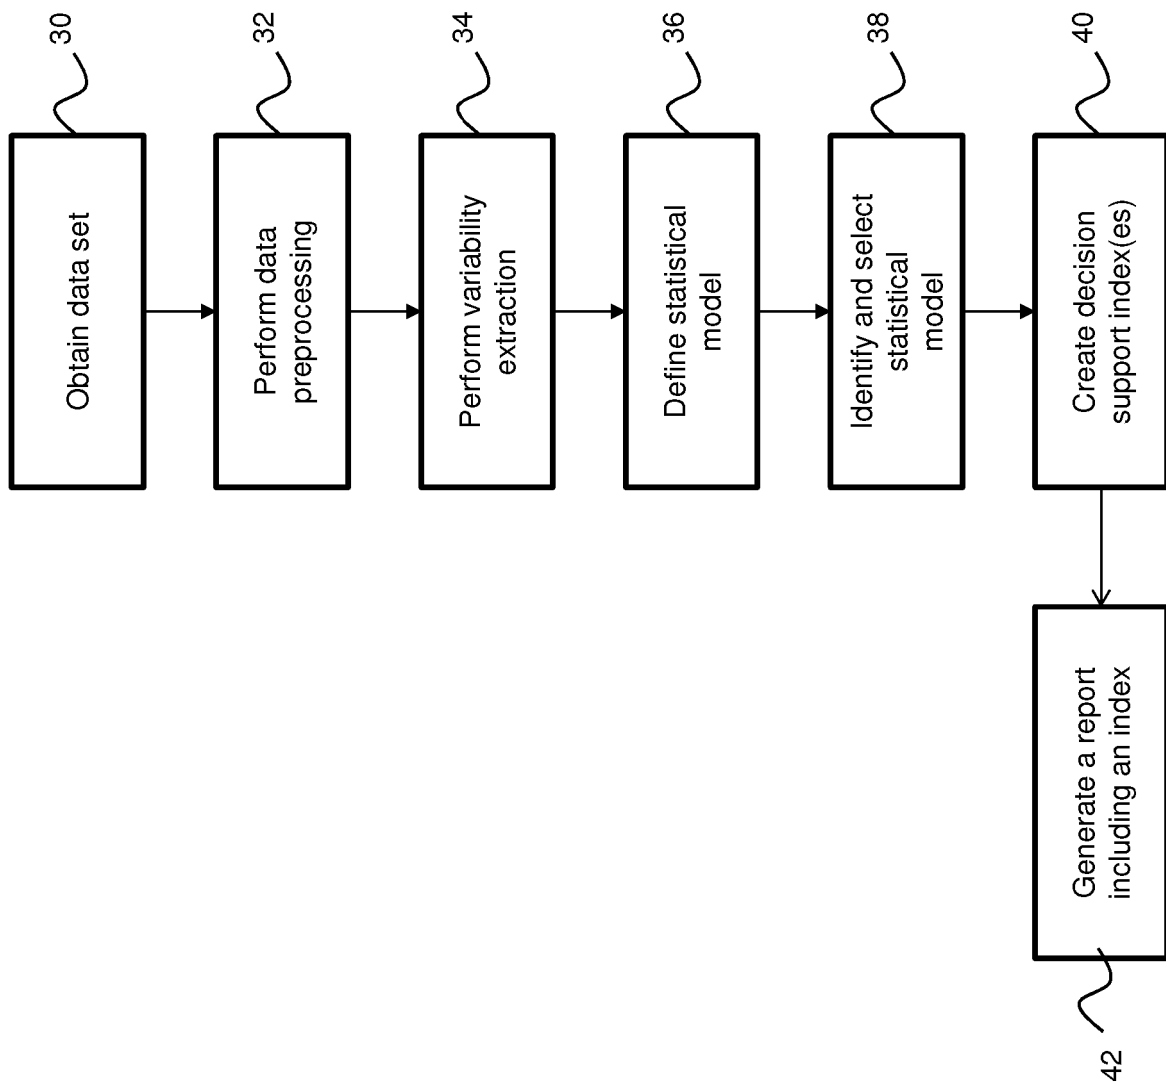 30
Obtain data set
32
Perform data
preprocessing
34
Perform variability
extraction
36
Define statistical
model
38
Identify and select
statistical
model
40
Create decision
support index(es)
Generate a report
including an index
42